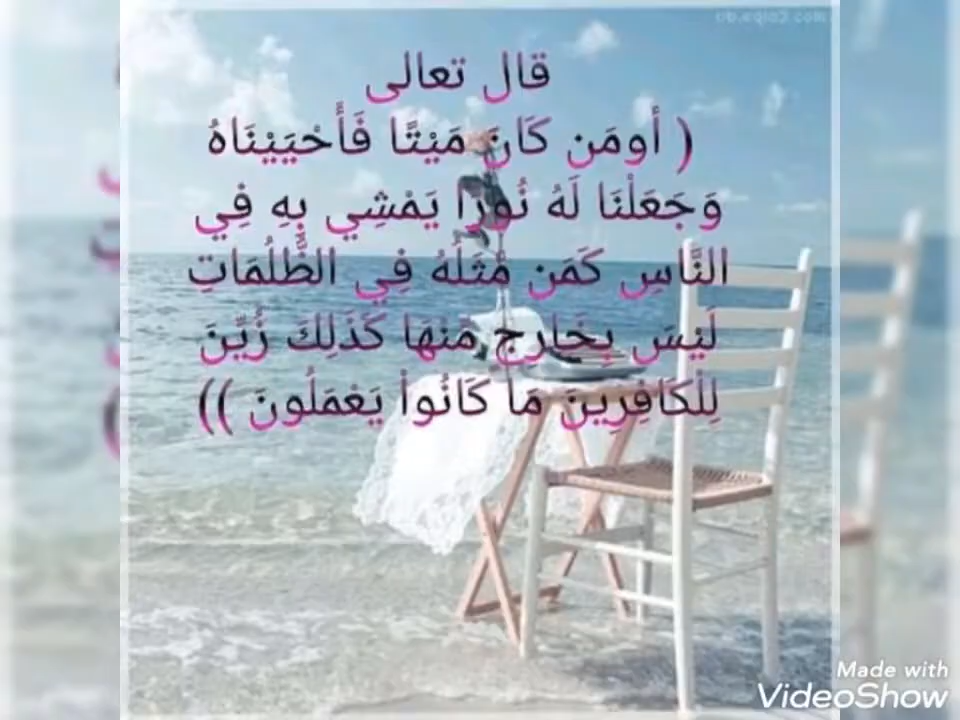 قال تعالى
( أومَن كَانَ مَيْتًا فَأَحْيَيْنَاهُ
وَجَعَلْنَا لَهُ نُورًا يَمْشِي بِهِ فِي
النَّاسِ كَمَن مَّثَلُهُ فِي الظُّلُمَاتِ
لَيْسَ بِخَارِجٍ مِّنْهَا كَذَلِكَ زُيِّنَ
لِلْكَافِرِينَ مَا كَانُواْ يَعْمَلُونَ ))
Made with
VideoShow